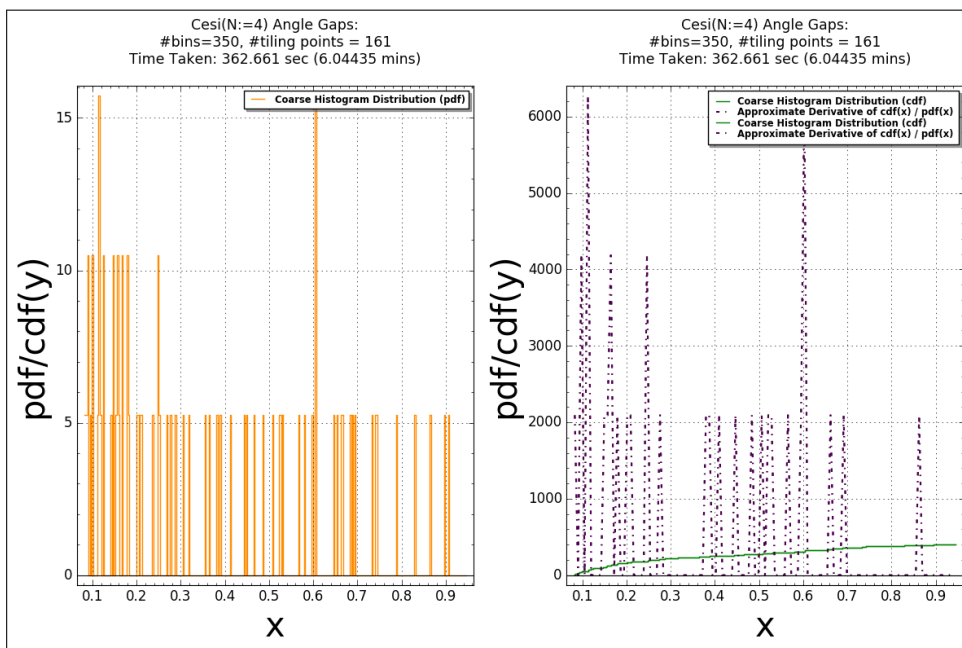 Cesi(N:=4) Angle Gaps:
#bins=350, #tiling points = 161
Time Taken: 362.661 sec (6.04435 mins)
Coarse Histogram Distribution (pdf)
15
10
5
0
pdf/cdf(y)
0.1 0.2 0.3 0.4 0.5 0.6 0.7 0.8 0.9
x
Cesi(N:=4) Angle Gaps:
#bins=350, #tiling points = 161
Time Taken: 362.661 sec (6.04435 mins)
Coarse Histogram Distribution (cdf)
Approximate Derivative of cdf(x) / pdf(x)
Coarse Histogram Distribution (cdf)
Approximate Derivative of cdf(x) / pdf(x)
6000
5000
4000
3000
2000
1000
0
pdf/cdf(y)
0.1 0.2 0.3 0.4 0.5 0.6 0.7 0.8 0.9
x